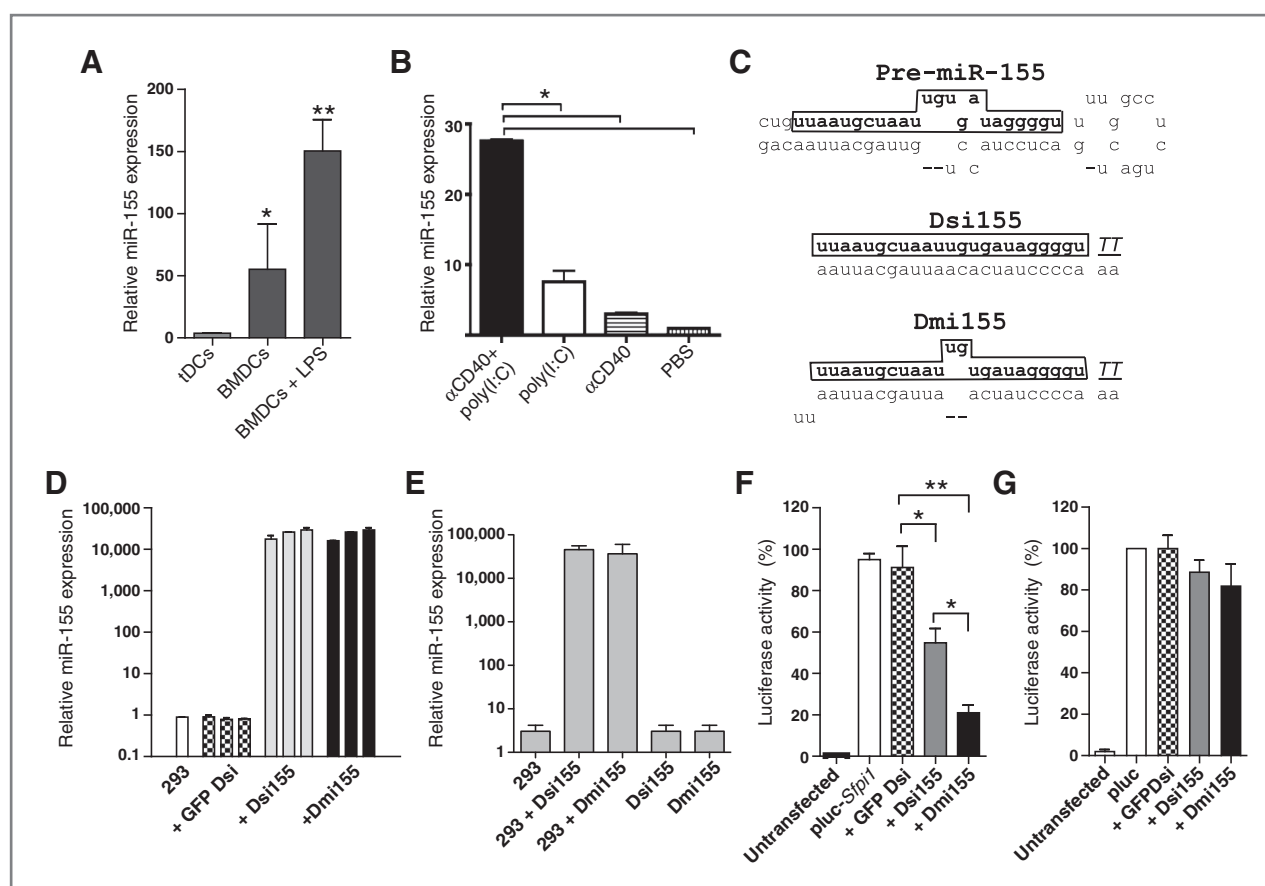 A
Relative miR-155 expression
200
150
100
50
0
*
**
tDCs
BMDCs
BMDCs + LPS
B
Relative miR-155 expression
30
20
10
*
αCD40+
poly(I:C)
poly(I:C)
αCD40
PBS
C
Pre-miR-155
ugu a uu gcc
cuguuaaugcuaau g uaggggu u g u
gacaauuacgauug c auccuca g c c
--u c -u agu
Dsi155
uuaaugcuaauugugauaggggu TT
aauuacgauuaacacuaucccca aa
Dmi155
ug
uuaaugcuaau ugauaggggu TT
aauuacgauua acuaucccca aa
uu --
D
Relative miR-155 expression
100,000
10,000
1,000
100
10
1
0.1
293
+ GFP Dsi
+ Dsi155
+Dmi155
E
Relative miR-155 expression
100,000
10,000
1,000
100
10
1
293
293 + Dsi155
293 + Dmi155
Dsi155
Dmi155
F
Luciferase activity (%)
120
100
80
60
40
20
0
**
*
*
Untransfected
pluc-Sfpi1
+ GFP Dsi
+ Dsi155
+ Dmi155
G
Luciferase activity (%)
120
100
80
60
40
20
0
Untransfected
pluc
+ GFPDsi
+ Dsi155
+ Dmi155